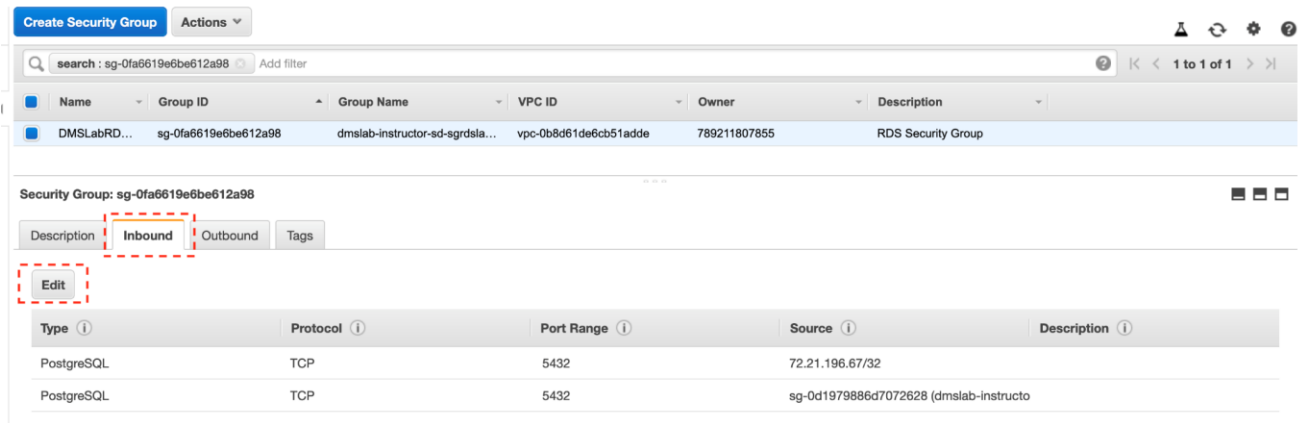 Create Security Group Actions
search : sg-0fa6619e6be612a98 Add filter 1 to 1 of 1
Name Group ID Group Name VPC ID Owner Description
DMSLabRD... sg-0fa6619e6be612a98 dmslab-instructor-sd-sgrdsla... vpc-0b8d61de6cb51adde 789211807855 RDS Security Group
Security Group: sg-0fa6619e6be612a98
Description Inbound Outbound Tags
Edit
Type Protocol Port Range Source Description
PostgreSQL TCP 5432 72.21.196.67/32
PostgreSQL TCP 5432 sg-0d1979886d7072628 (dmslab-instructo